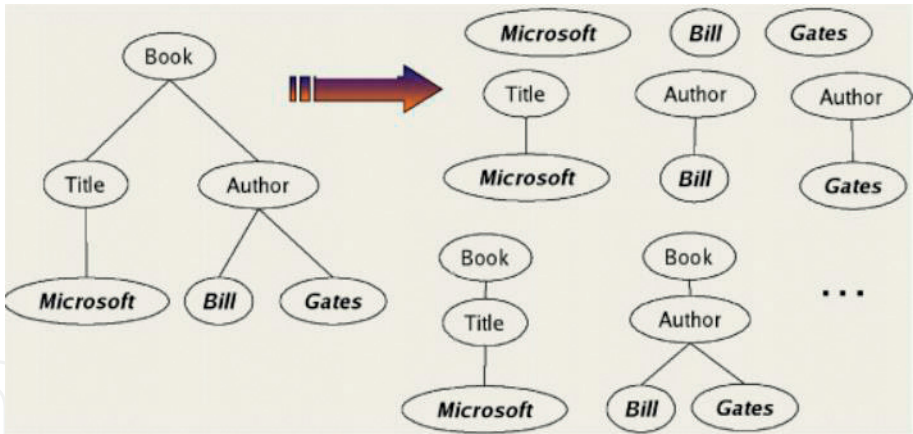 Book
Title Author
Microsoft Bill Gates
Microsoft Bill Gates
Title Author Author
Microsoft Bill Gates
Book Book
Title Author
Microsoft Bill Gates
...